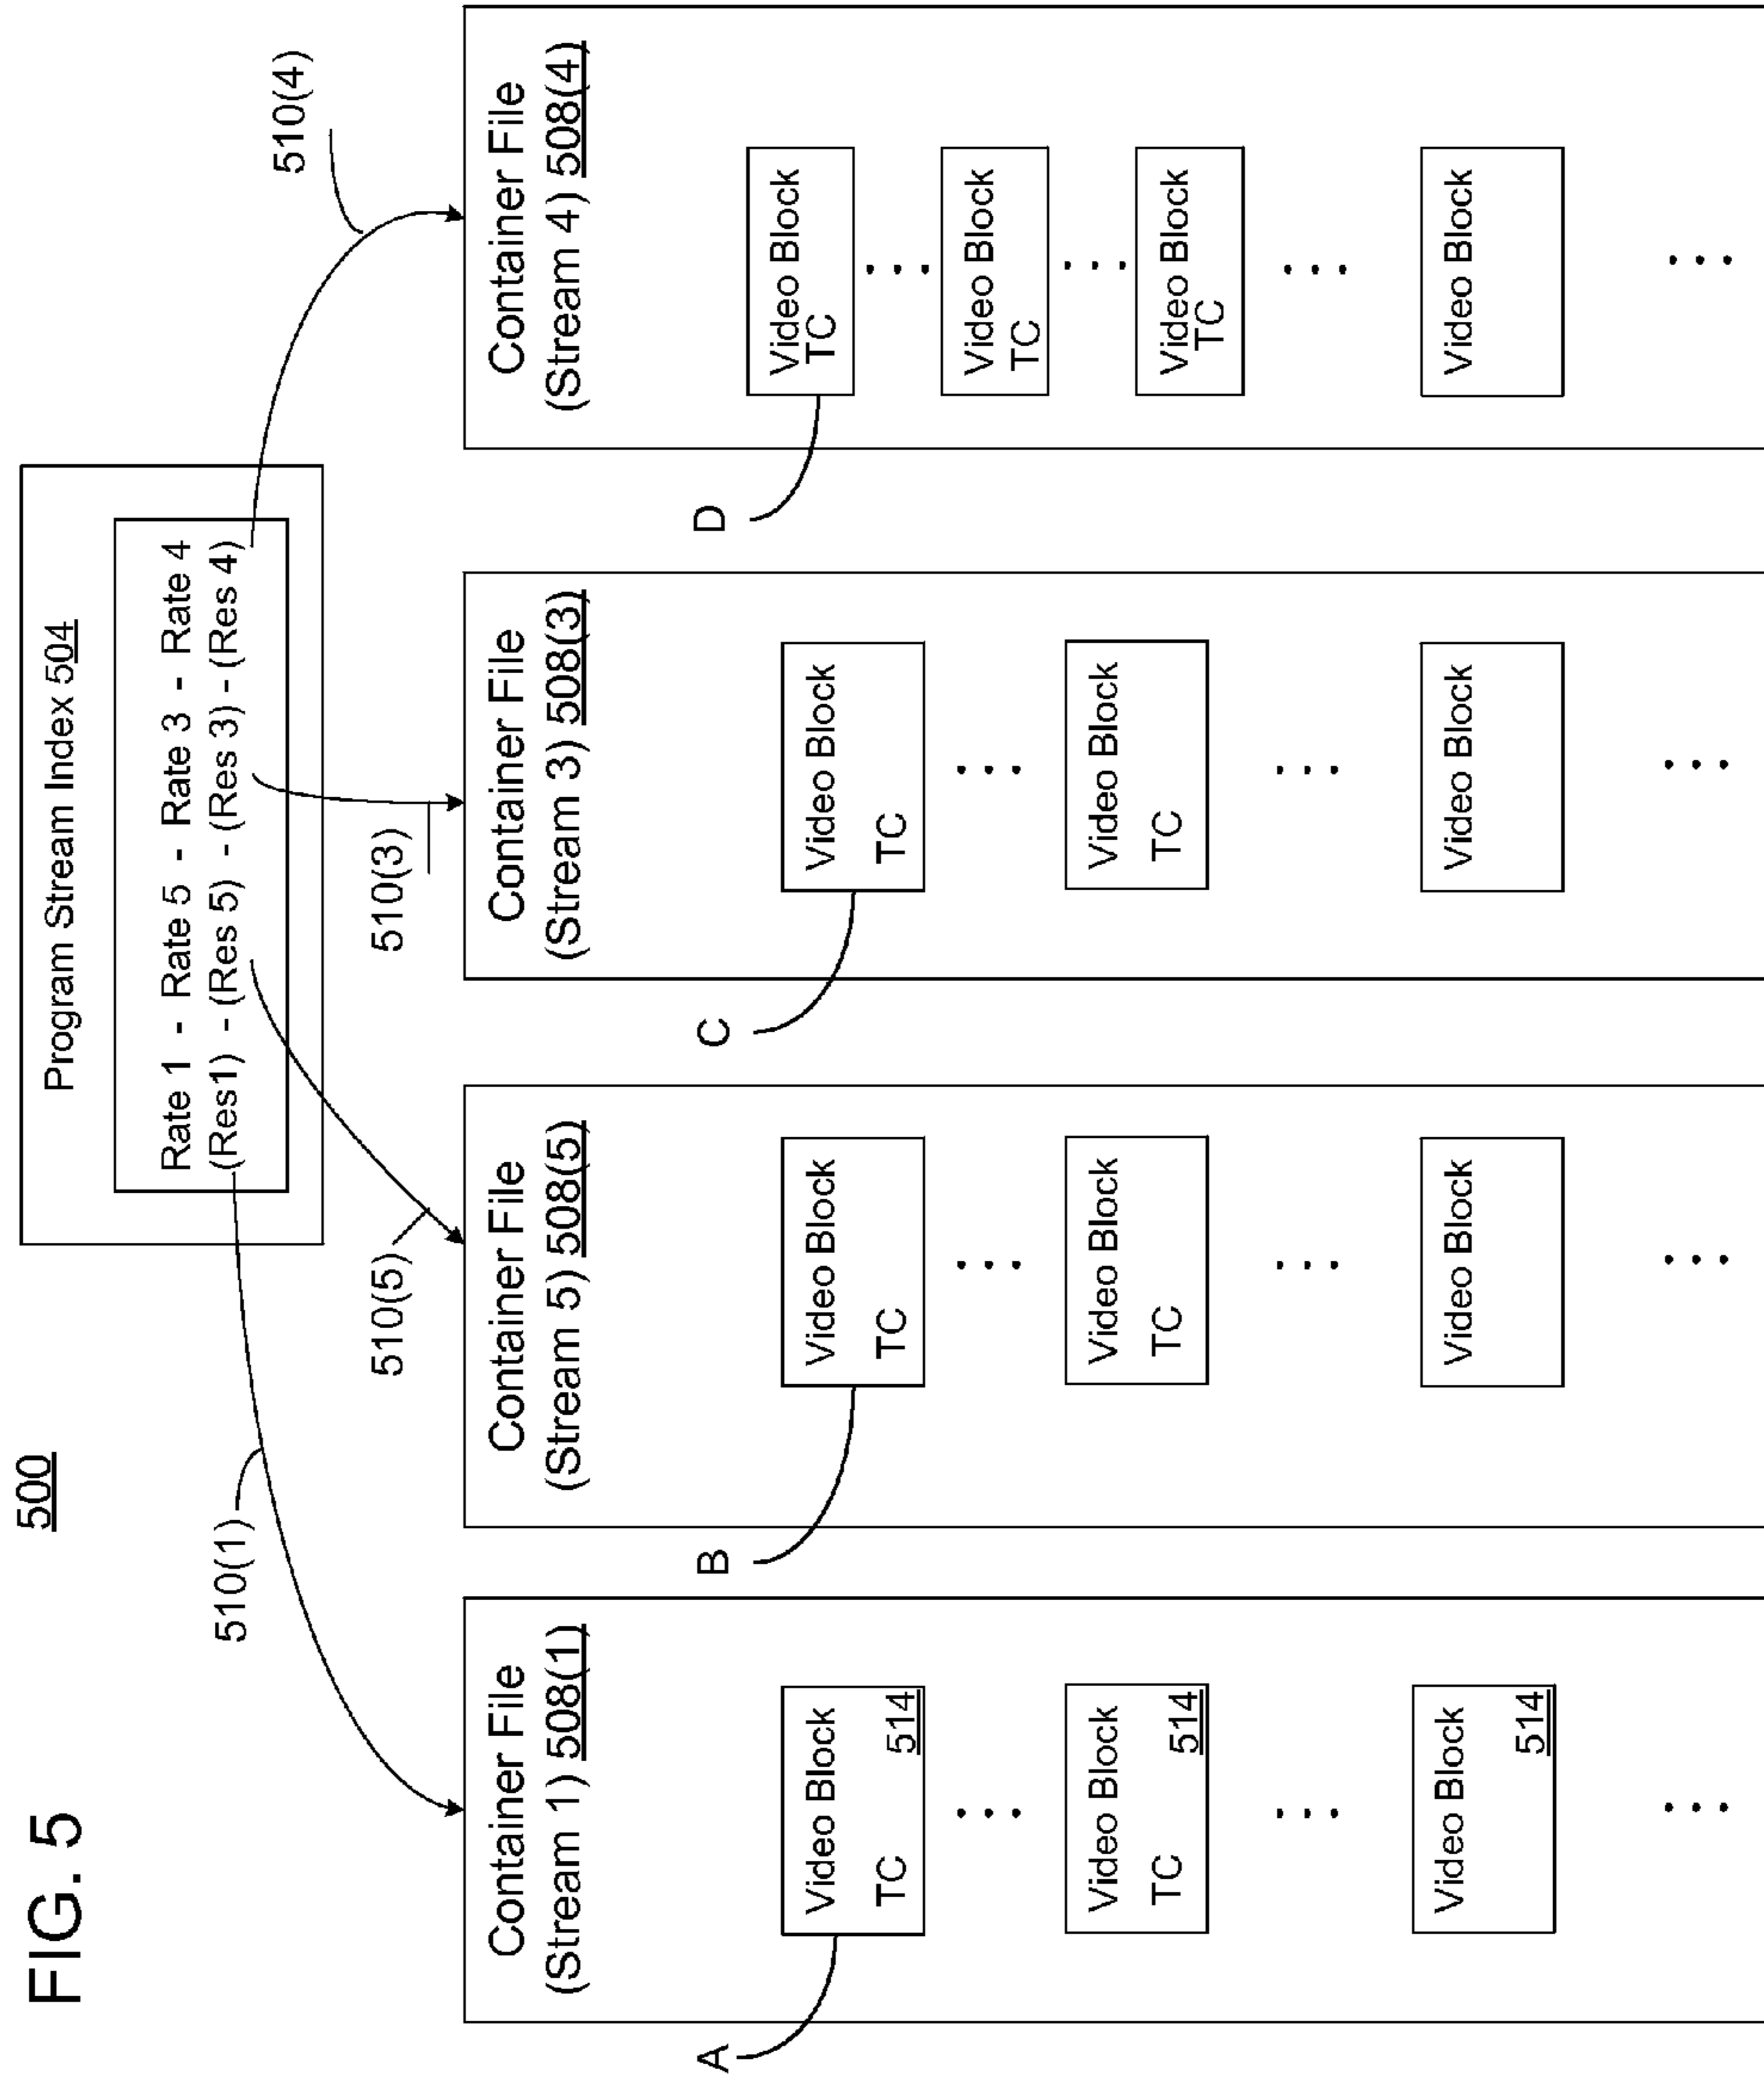 FIG. 5
500
Program Stream Index 504
Rate 1 - Rate 5 - Rate 3 - Rate 4
(Res1) - (Res 5) - (Res 3) - (Res 4)
510(1)
510(5)
510(3)
510(4)
Container File
(Stream 1) 508(1)
A
Video Block
TC
514
Video Block
TC
514
Video Block
514
Container File
(Stream 5) 508(5)
B
Video Block
TC
Video Block
TC
Video Block
Container File
(Stream 3) 508(3)
C
Video Block
TC
Video Block
TC
Video Block
Container File
(Stream 4) 508(4)
D
Video Block
TC
Video Block
TC
Video Block
TC
Video Block